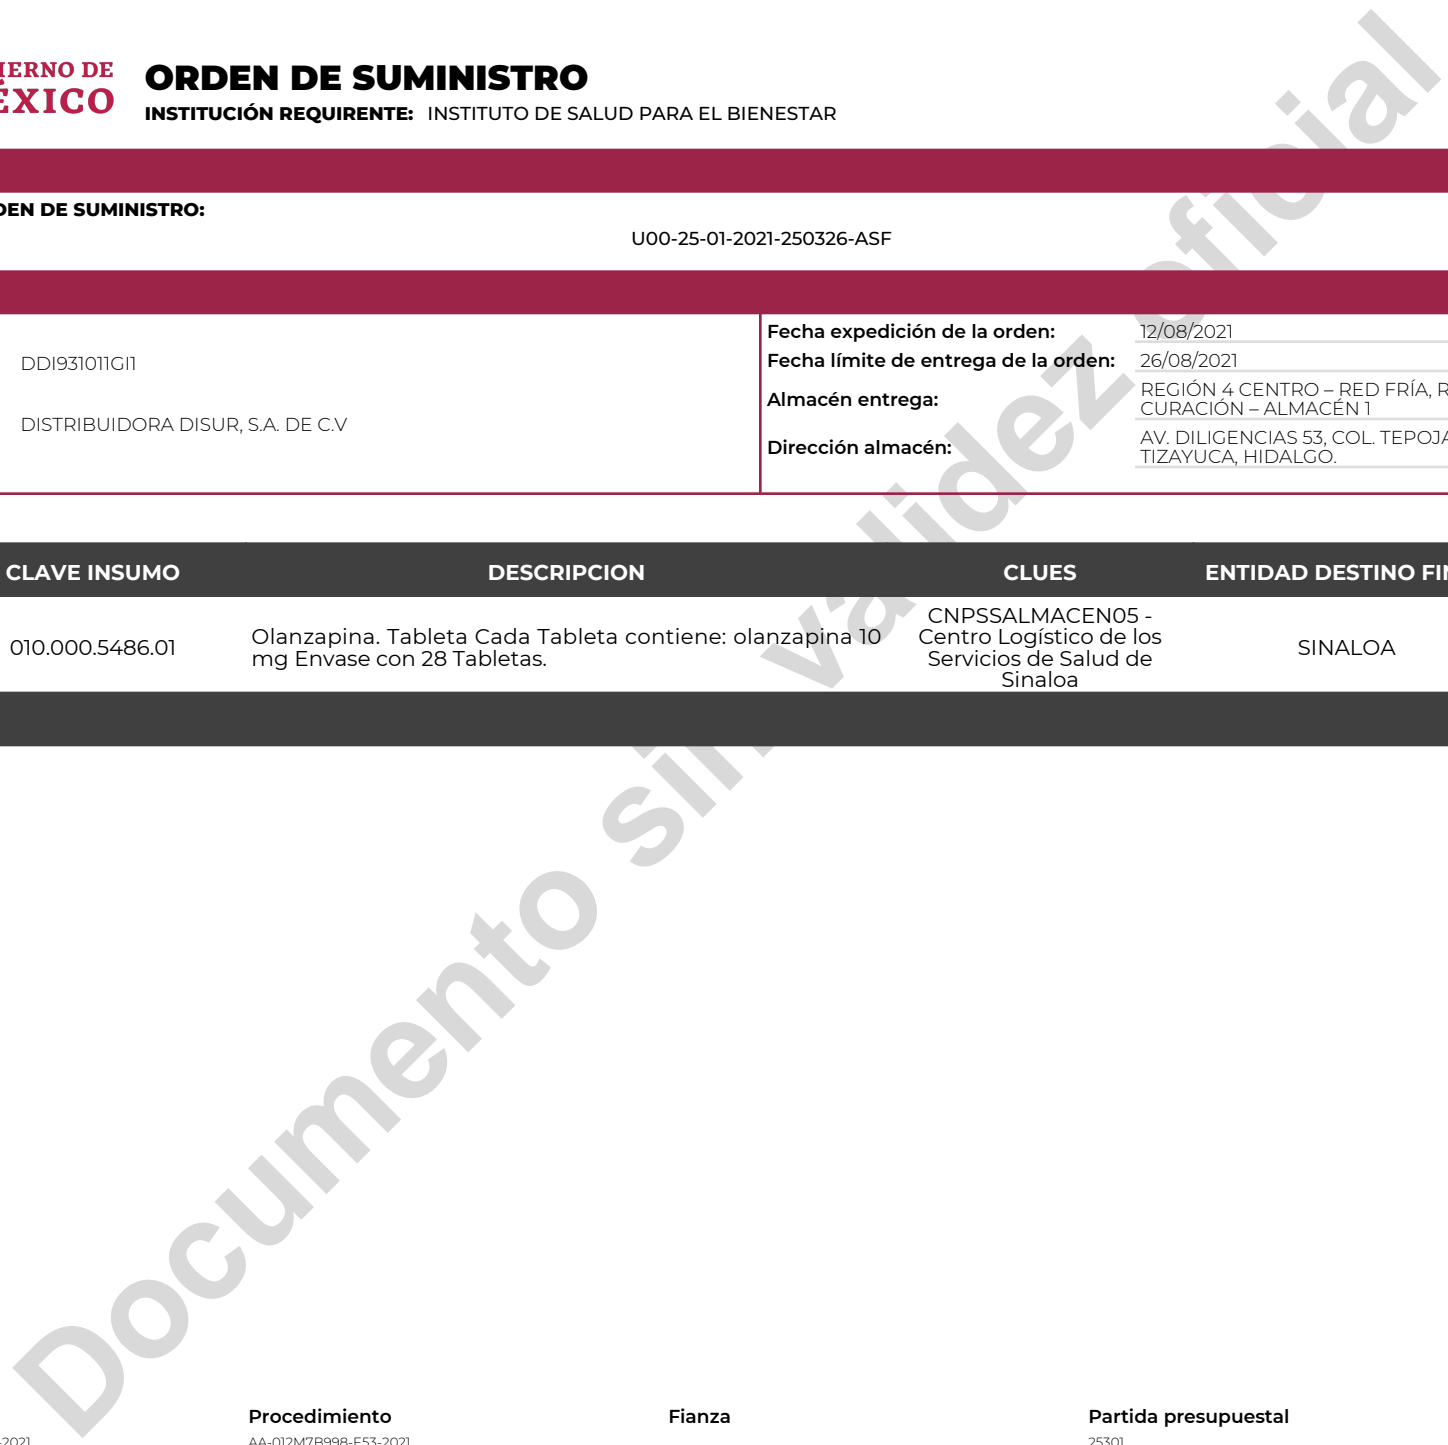 DE
ORDEN DE SUMINISTRO
INSTITUCIÓN REQUIRENTE: INSTITUTO DE SALUD PARA EL BIENESTAR
DE SUMINISTRO:
U00-25-01-2021-250326-ASF
DDI931011GI1
DISTRIBUIDORA DISUR, S.A. DE C.V
Fecha expedición de la orden: 12/08/2021
Fecha límite de entrega de la orden: 26/08/2021
Almacén entrega: REGIÓN 4 CENTRO – RED FRÍA,
CURACIÓN – ALMACÉN 1
Dirección almacén: AV. DILIGENCIAS 53, COL.
TIZAYUCA, HIDALGO.
CLAVE INSUMO DESCRIPCION CLUES ENTIDAD DESTINO
010.000.5486.01
Olanzapina. Tableta Cada Tableta contiene: olanzapina 10
mg Envase con 28 Tabletas.
CNPSSALMACEN05 -
Centro Logístico de los
Servicios de Salud de
Sinaloa
SINALOA
Documento sin validez oficial
Procedimiento Fianza Partida presupuestal
AA-012M7B998-E53-2021 25301